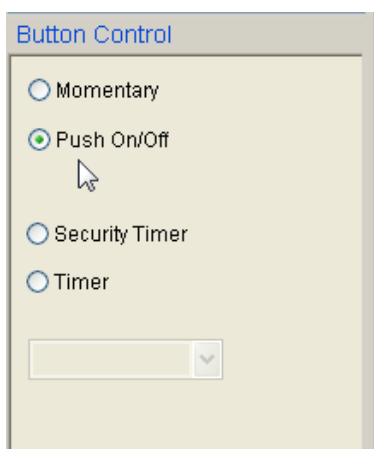 Button Control
Momentary
Push On/Off
Security Timer
Timer